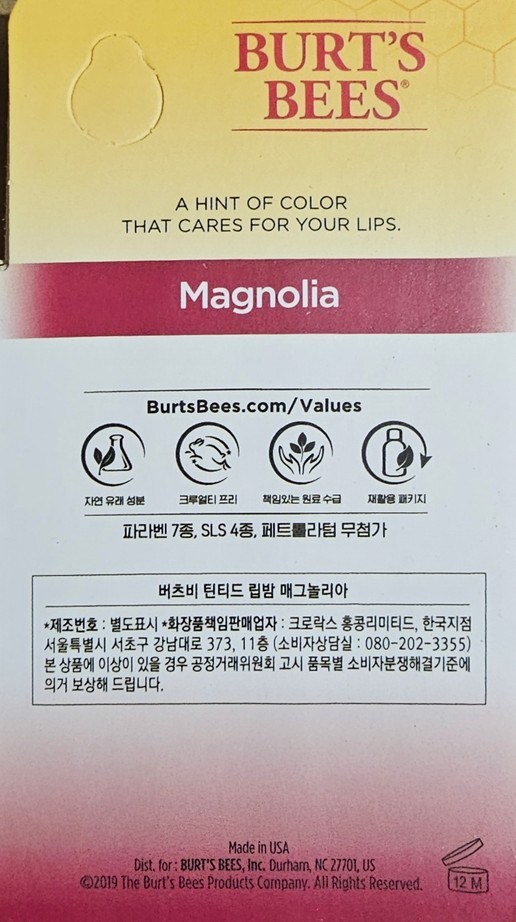 BURT'S
BEES®
A HINT OF COLOR
THAT CARES FOR YOUR LIPS.
Magnolia
BurtsBees.com/Values
자연 유래 성분 크루얼티 프리 책임있는 원료 수급 재활용 패키지
파라벤 7종, SLS 4종, 페트롤라텀 무첨가
버츠비 틴티드 립밤 매그놀리아
*제조번호 : 별도표시 *화장품책임판매업자 : 크로락스 홍콩리미티드, 한국지점
서울특별시 서초구 강남대로 373, 11층 (소비자상담실 : 080-202-3355)
본 상품에 이상이 있을 경우 공정거래위원회 고시 품목별 소비자분쟁해결기준에
의거 보상해 드립니다.
Made in USA
Dist. for : BURT'S BEES, Inc. Durham, NC 27701, US
©2019 The Burt's Bees Products Company. All Rights Reserved.
12 M